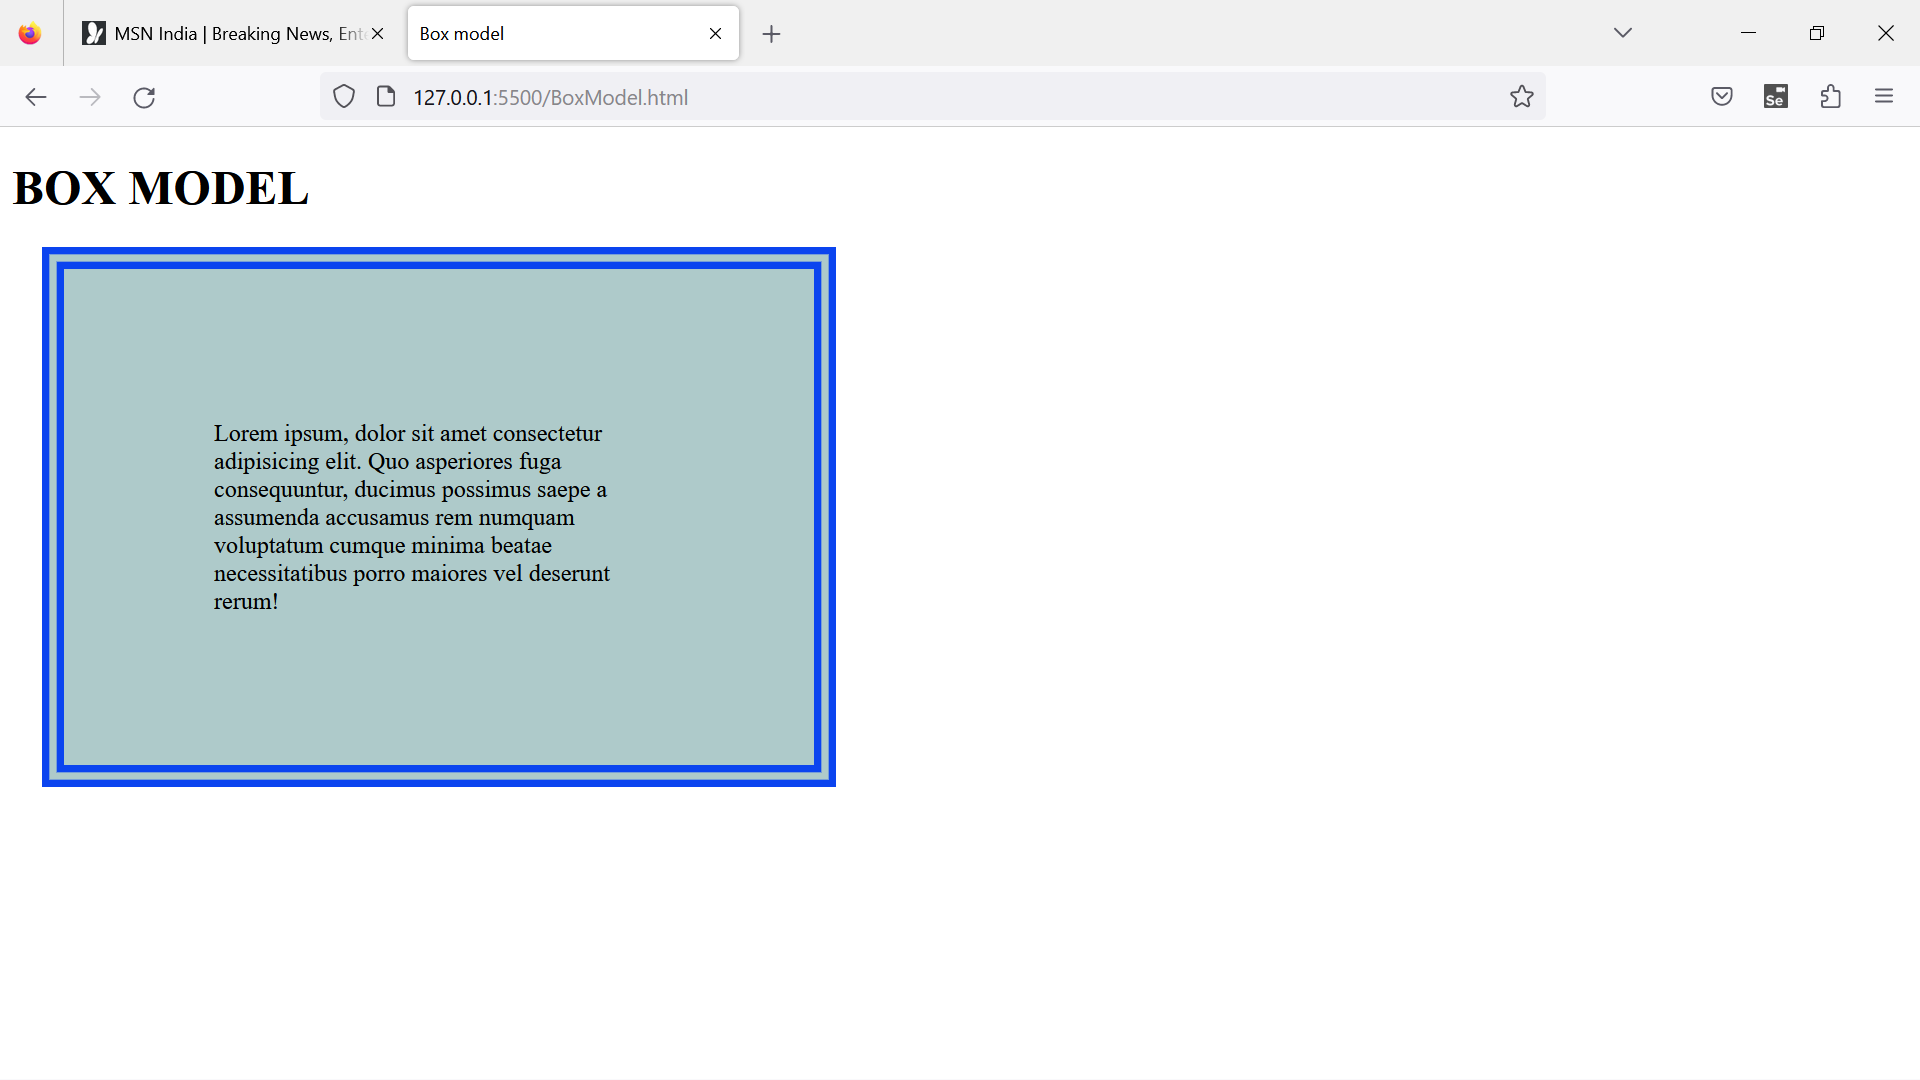 MSN India | Breaking News, Ente
Box model
127.0.0.1:5500/BoxModel.html
Se
BOX MODEL
Lorem ipsum, dolor sit amet consectetur
adipisicing elit. Quo asperiores fuga
consequuntur, ducimus possimus saepe a
assumenda accusamus rem numquam
voluptatum cumque minima beatae
necessitatibus porro maiores vel deserunt
rerum!